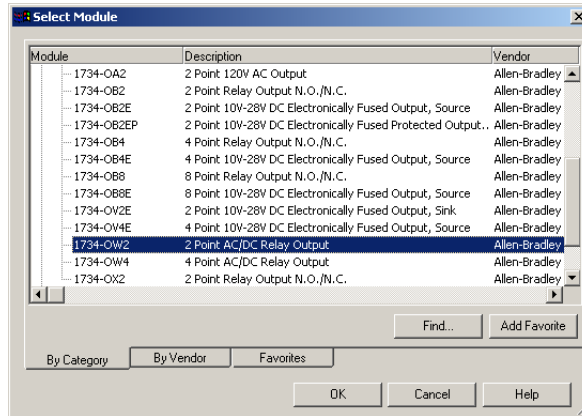 Select Module
Module Description Vendor
1734-OA2 2 Point 120V AC Output Allen-Bradley
1734-OB2 2 Point Relay Output N.O./N.C. Allen-Bradley
1734-OB2E 2 Point 10V-28V DC Electronically Fused Output, Source Allen-Bradley
1734-OB2EP 2 Point 10V-28V DC Electronically Fused Protected Output.. Allen-Bradley
1734-OB4 4 Point Relay Output N.O./N.C. Allen-Bradley
1734-OB4E 4 Point 10V-28V DC Electronically Fused Output, Source Allen-Bradley
1734-OB8 8 Point Relay Output N.O./N.C. Allen-Bradley
1734-OB8E 8 Point 10V-28V DC Electronically Fused Output, Source Allen-Bradley
1734-OV2E 2 Point 10V-28V DC Electronically Fused Output, Sink Allen-Bradley
1734-OV4E 4 Point 10V-28V DC Electronically Fused Output, Source Allen-Bradley
1734-OW2 2 Point AC/DC Relay Output Allen-Bradley
1734-OW4 4 Point AC/DC Relay Output Allen-Bradley
1734-OX2 2 Point Relay Output N.O./N.C. Allen-Bradley
Find... Add Favorite
By Category By Vendor Favorites
OK Cancel Help